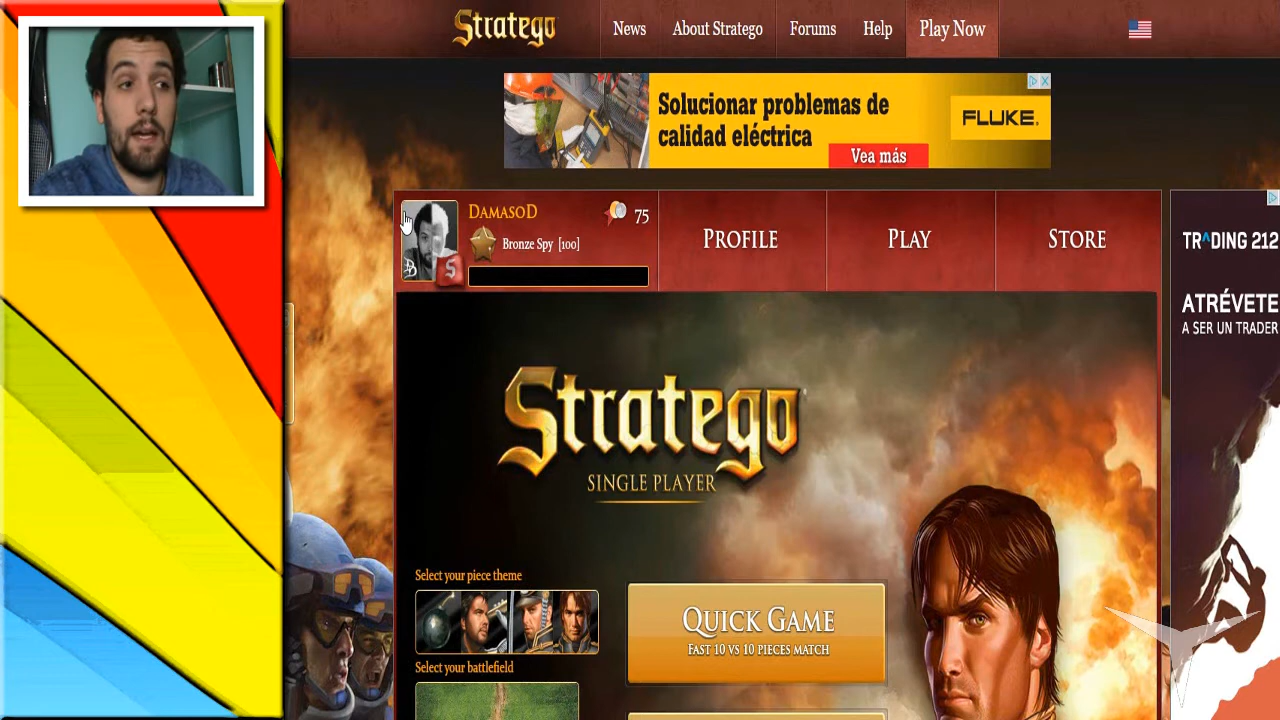 Stratego
News
About Stratego
Forums
Help
Play Now
Solucionar problemas de
calidad eléctrica
Vea más
FLUKE.
DamasoD
75
Bronze Spy [100]
PROFILE
PLAY
STORE
TRADING 212
ATRÉVETE
A SER UN TRADER
Stratego
SINGLE PLAYER
Select your piece theme
QUICK GAME
FAST 10 VS 10 PIECES MATCH
Select your battlefield